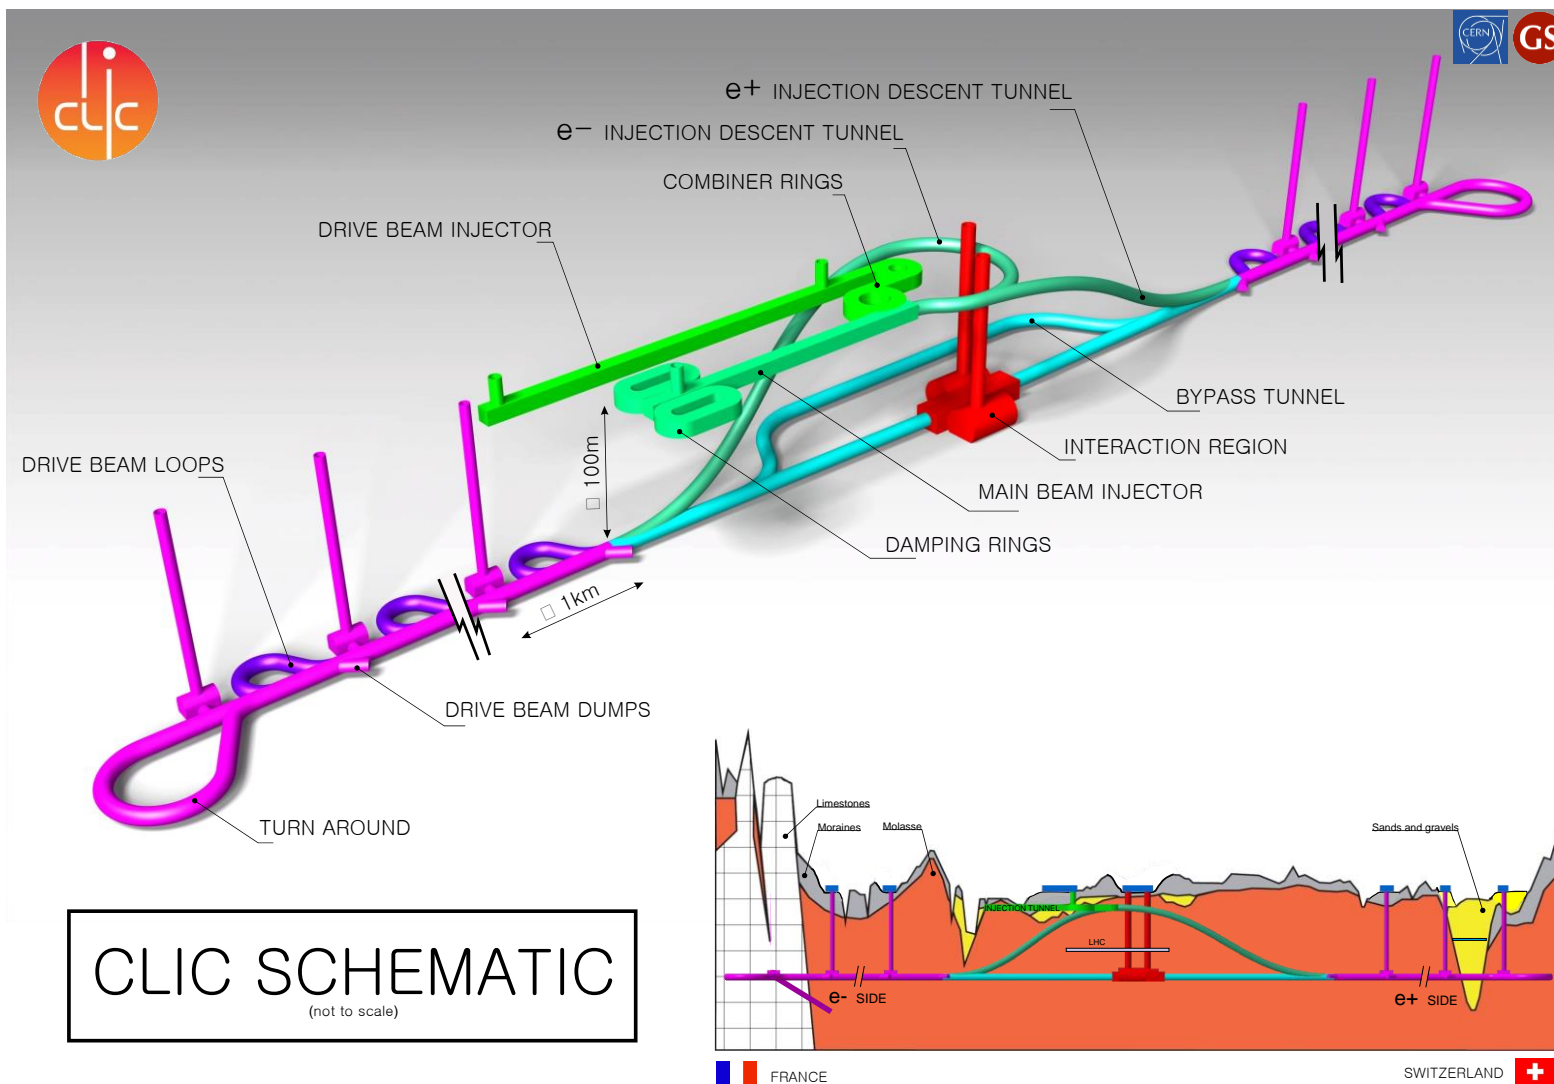 clic
CERN
GS
e+ INJECTION DESCENT TUNNEL
e- INJECTION DESCENT TUNNEL
COMBINER RINGS
DRIVE BEAM INJECTOR
BYPASS TUNNEL
INTERACTION REGION
MAIN BEAM INJECTOR
DAMPING RINGS
DRIVE BEAM LOOPS
□ 100m
□ 1km
DRIVE BEAM DUMPS
TURN AROUND
CLIC SCHEMATIC
(not to scale)
Limestones
Moraines
Molasse
Sands and gravels
INJECTION TUNNEL
LHC
e- SIDE
e+ SIDE
FRANCE
SWITZERLAND